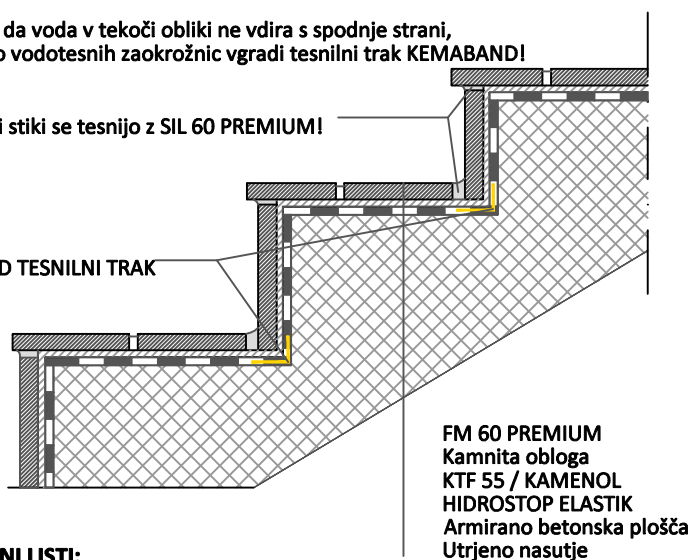 da voda v tekoči obliki ne vdira s spodnje strani,
o vodotesnih zaokrožnic vgradi tesnilni trak KEMABAND!
i stiki se tesnijo z SIL 60 PREMIUM!
D TESNILNI TRAK
FM 60 PREMIUM
Kamnita obloga
KTF 55 / KAMENOL
HIDROSTOP ELASTIK
Armirano betonska plošča
Utrjeno nasutje
NI LISTI: